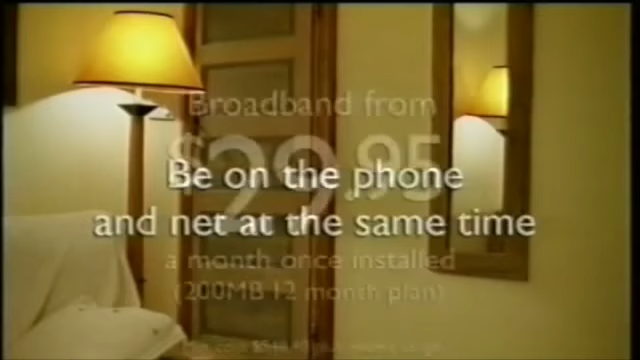 Broadband from
$29.95
Be on the phone
and net at the same time
a month once installed
(200MB 12 month plan)